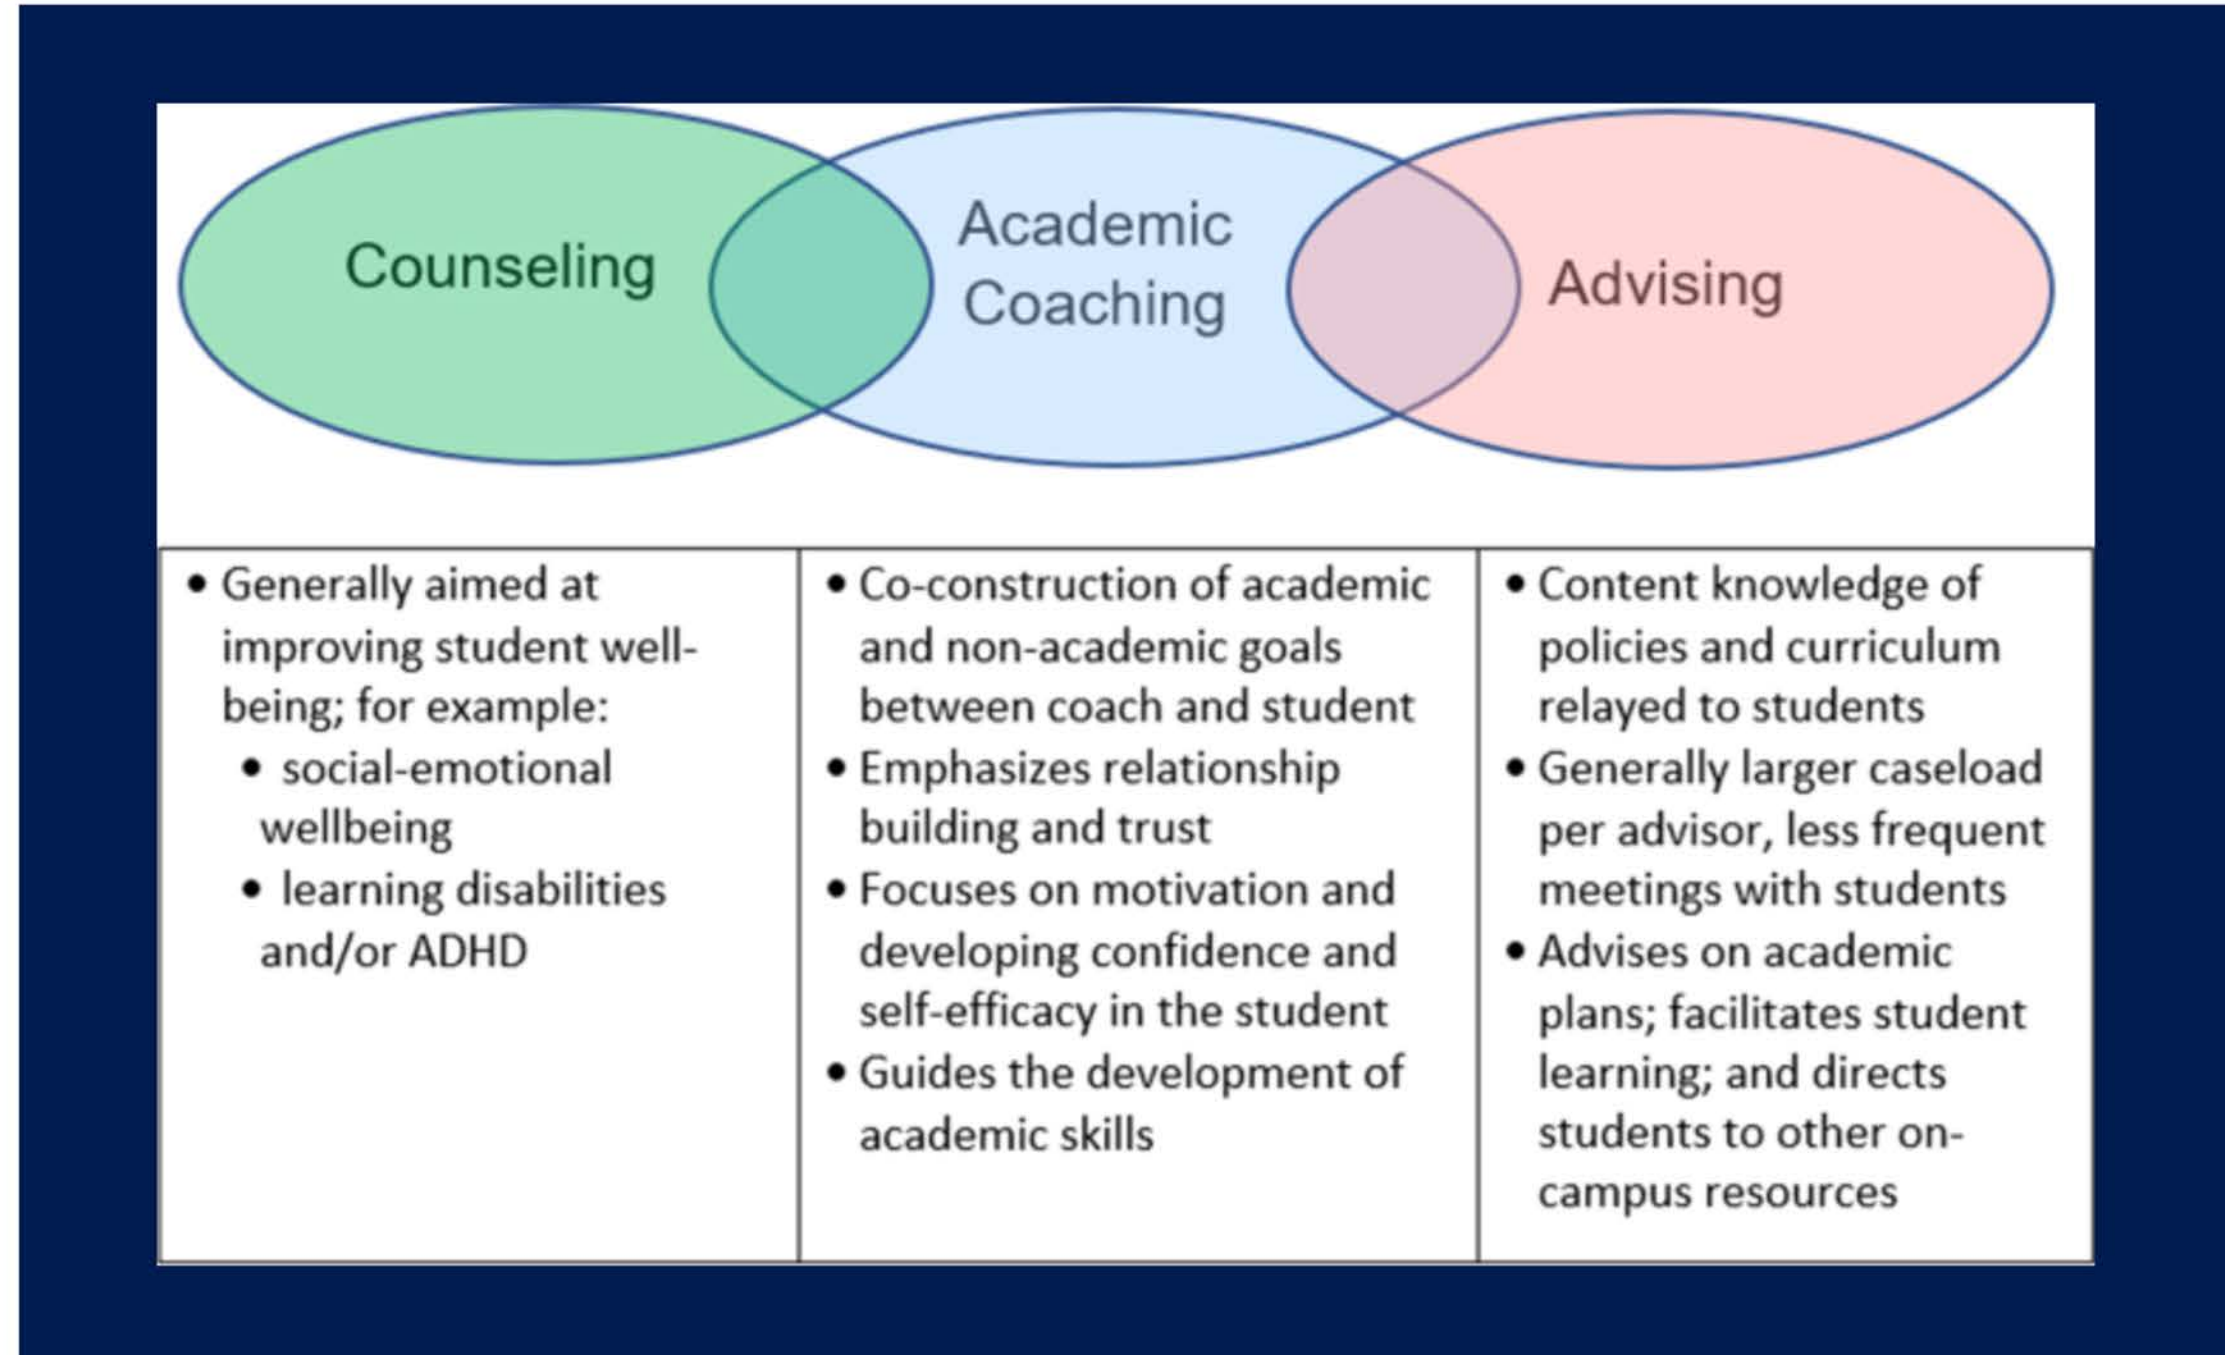 Counseling
Academic
Coaching
Advising
• Generally aimed at
improving student well-
being; for example:
• social-emotional
wellbeing
• learning disabilities
and/or ADHD
• Co-construction of academic
and non-academic goals
between coach and student
• Emphasizes relationship
building and trust
• Focuses on motivation and
developing confidence and
self-efficacy in the student
• Guides the development of
academic skills
• Content knowledge of
policies and curriculum
relayed to students
• Generally larger caseload
per advisor, less frequent
meetings with students
• Advises on academic
plans; facilitates student
learning; and directs
students to other on-
campus resources